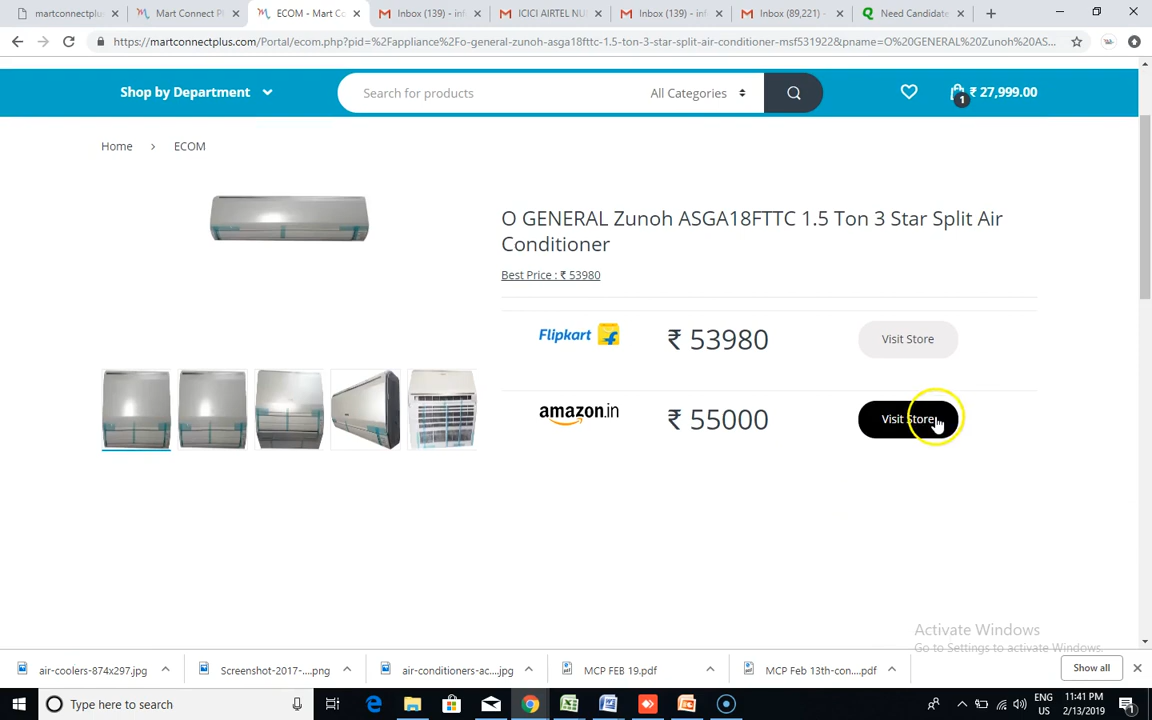 martconnectplus
Mart Connect Pl
ECOM - Mart Co
Inbox (139) - inf
ICICI AIRTEL NU
Inbox (139) - inf
Inbox (89,221) -
Need Candidate
https://martconnectplus.com/Portal/ecom.php?pid=%2Fappliance%2Fo-general-zunoh-asga18fttc-1.5-ton-3-star-split-air-conditioner-msf531922&pname=O%20GENERAL%20Zunoh%20AS...
Shop by Department
Search for products
All Categories
1
₹ 27,999.00
Home > ECOM
O GENERAL Zunoh ASGA18FTTC 1.5 Ton 3 Star Split Air
Conditioner
Best Price : ₹ 53980
Flipkart
₹ 53980
Visit Store
amazon.in
₹ 55000
Visit Store
Activate Windows
Go to Settings to activate Windows.
air-coolers-874x297.jpg
Screenshot-2017-....png
air-conditioners-ac....jpg
MCP FEB 19.pdf
MCP Feb 13th-con....pdf
Show all
Type here to search
ENG
US
11:41 PM
2/13/2019
1